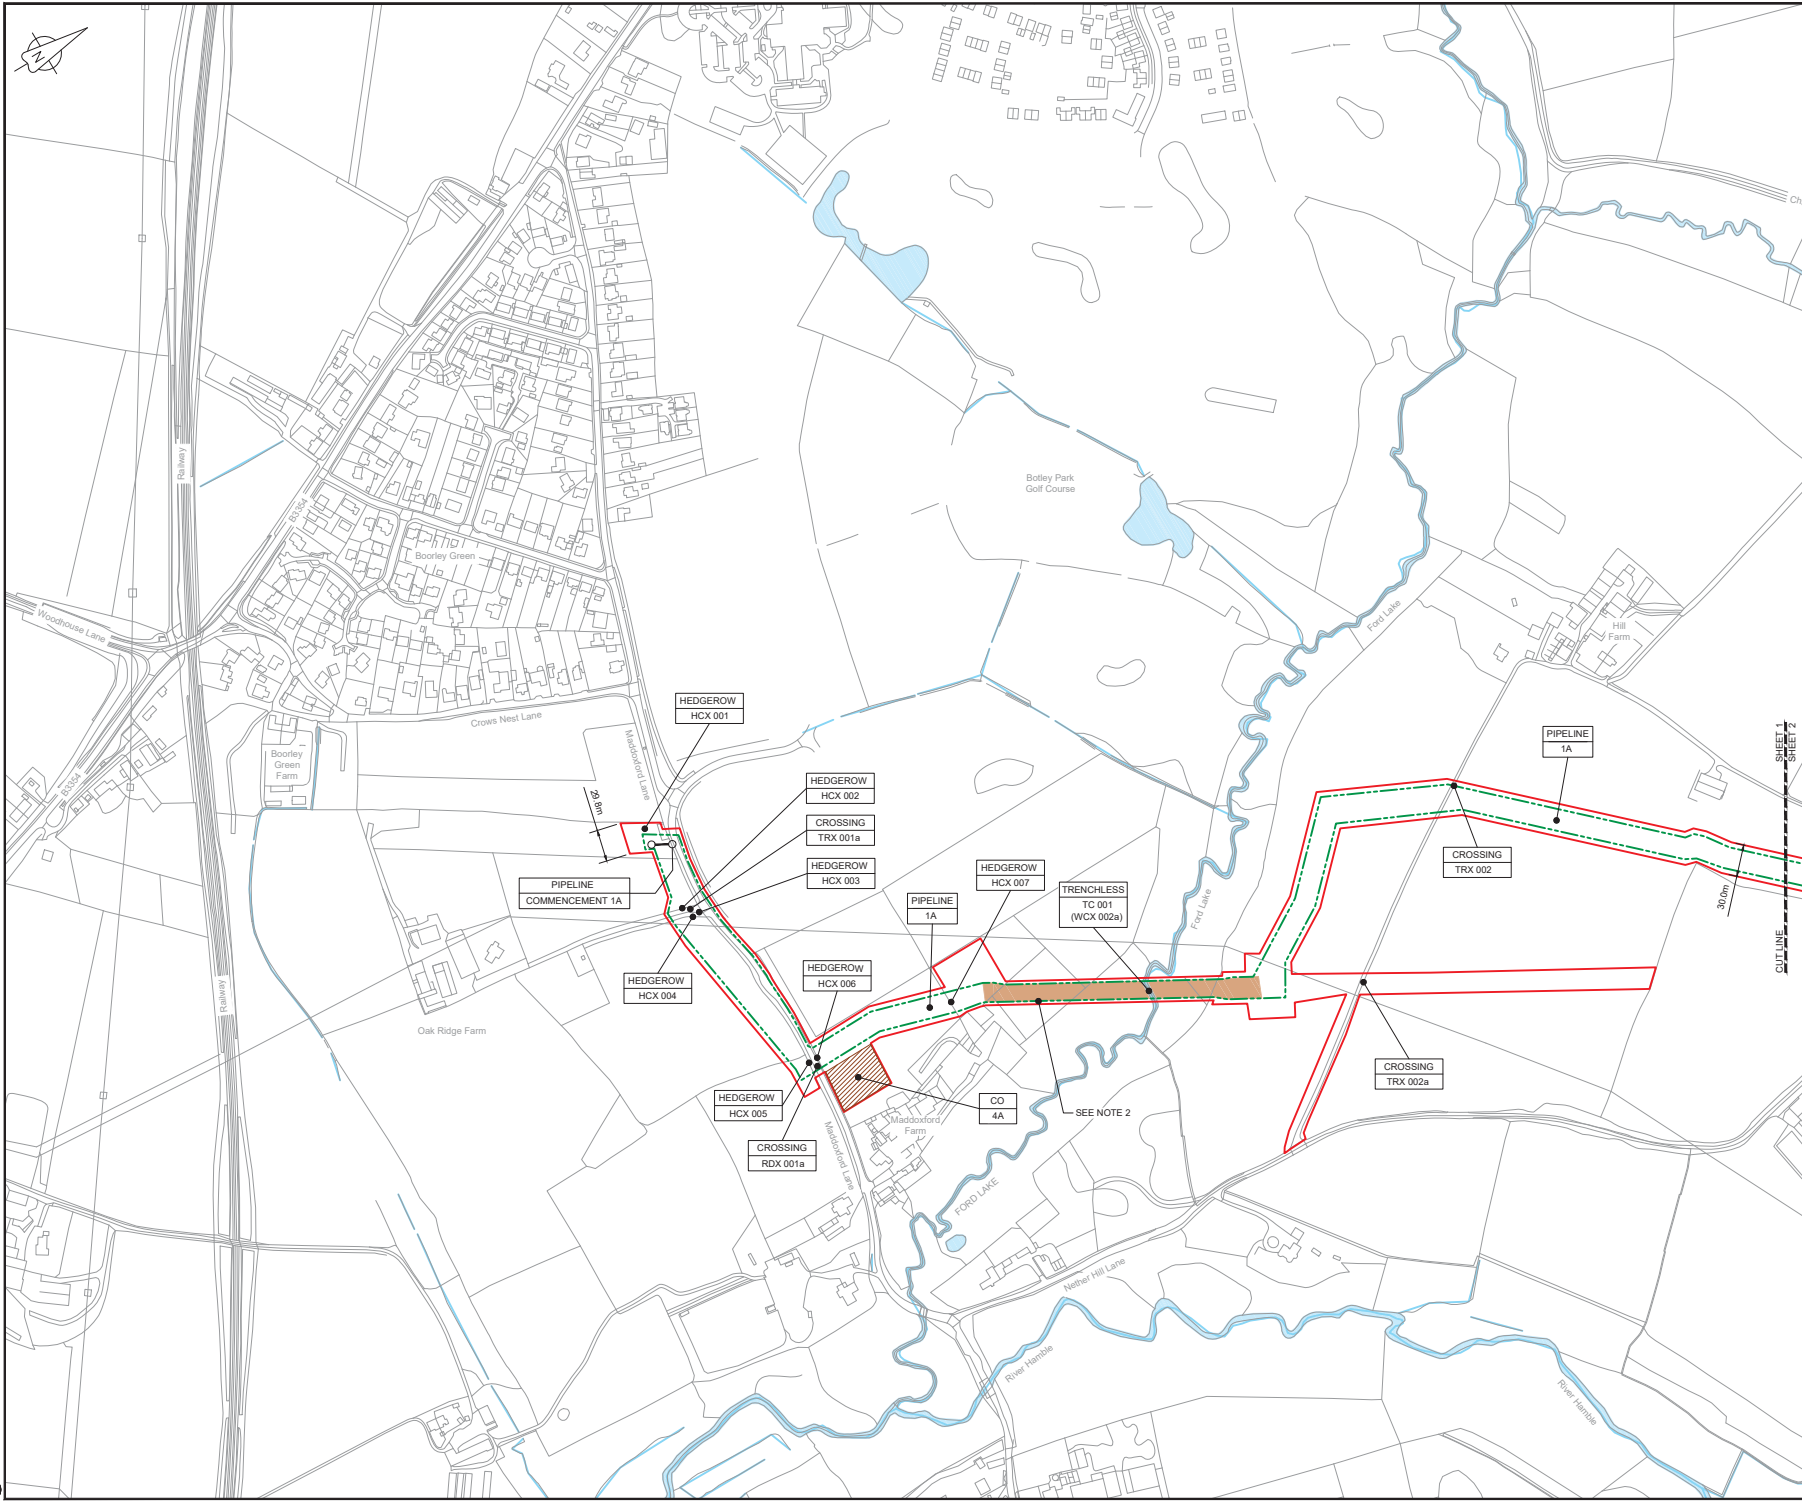 N
Ch
Railway
B3354
Botley Park
Golf Course
Boorley Green
Woodhouse Lane
Ford Lake
Hill
Farm
HEDGEROW
HCX 001
Crows Nest Lane
Maddoxford Lane
Boorley
Green
Farm
B3354
29.8m
HEDGEROW
HCX 002
CROSSING
TRX 001a
HEDGEROW
HCX 003
PIPELINE
1A
SHEET 1
SHEET 2
CUT LINE
PIPELINE
COMMENCEMENT 1A
PIPELINE
1A
HEDGEROW
HCX 007
TRENCHLESS
TC 001
(WCX 002a)
CROSSING
TRX 002
30.0m
Ford Lake
HEDGEROW
HCX 004
HEDGEROW
HCX 006
Railway
Oak Ridge Farm
HEDGEROW
HCX 005
CO
4A
SEE NOTE 2
CROSSING
TRX 002a
Maddoxford
Farm
CROSSING
RDX 001a
Maddoxford Lane
FORD LAKE
Nether Hill Lane
River Hamble
River Hamble